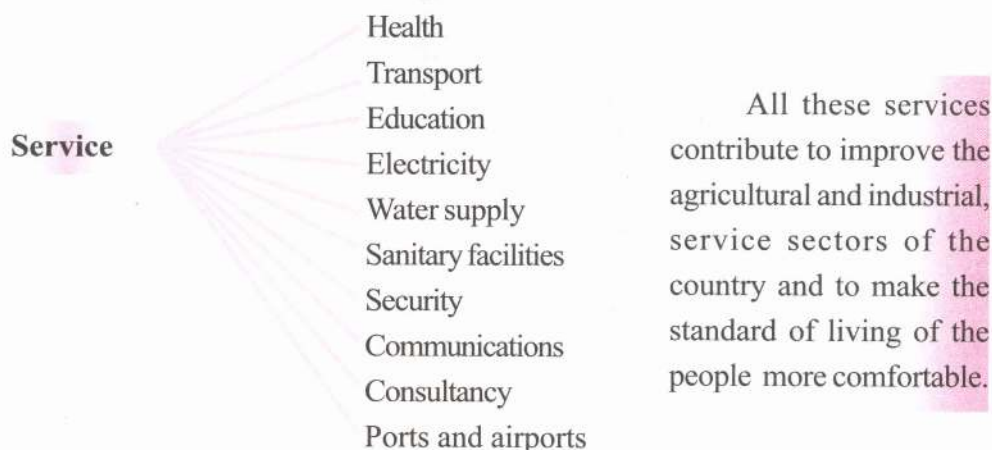 Service
Health
Transport
Education
Electricity
Water supply
Sanitary facilities
Security
Communications
Consultancy
Ports and airports
All these services
contribute to improve the
agricultural and industrial,
service sectors of the
country and to make the
standard of living of the
people more comfortable.